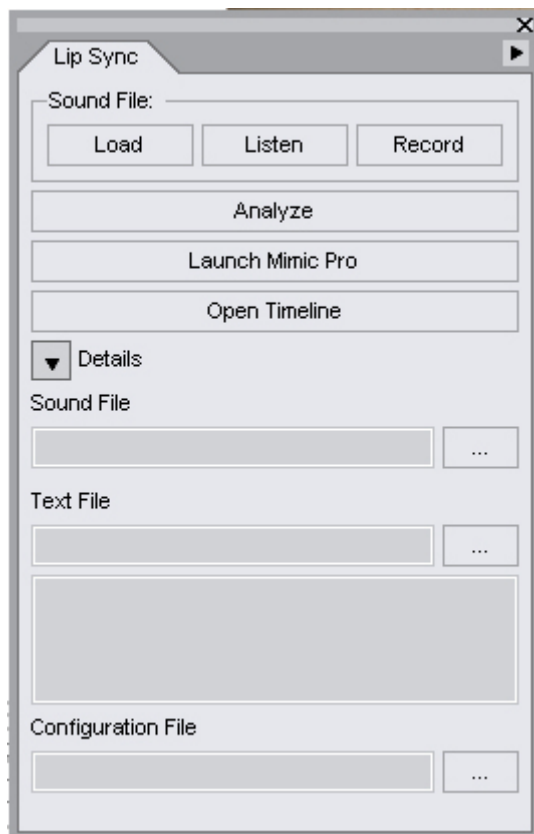 Lip Sync
Sound File:
Load Listen Record
Analyze
Launch Mimic Pro
Open Timeline
Details
Sound File
...
Text File
...
Configuration File
...